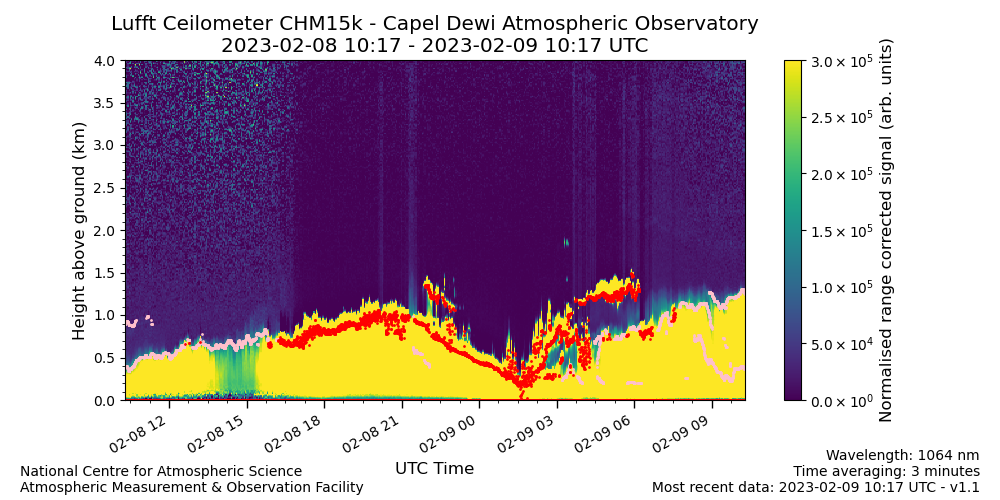 Lufft Ceilometer CHM15k - Capel Dewi Atmospheric Observatory
2023-02-08 10:17 - 2023-02-09 10:17 UTC
Height above ground (km)
4.0
3.5
3.0
2.5
2.0
1.5
1.0
0.5
0.0
02-08 12
02-08 15
02-08 18
02-08 21
02-09 00
02-09 03
02-09 06
02-09 09
UTC Time
3.0 × 10⁵
2.5 × 10⁵
2.0 × 10⁵
1.5 × 10⁵
1.0 × 10⁵
5.0 × 10⁴
0.0 × 10⁰
Normalised range corrected signal (arb. units)
National Centre for Atmospheric Science
Atmospheric Measurement & Observation Facility
Wavelength: 1064 nm
Time averaging: 3 minutes
Most recent data: 2023-02-09 10:17 UTC - v1.1